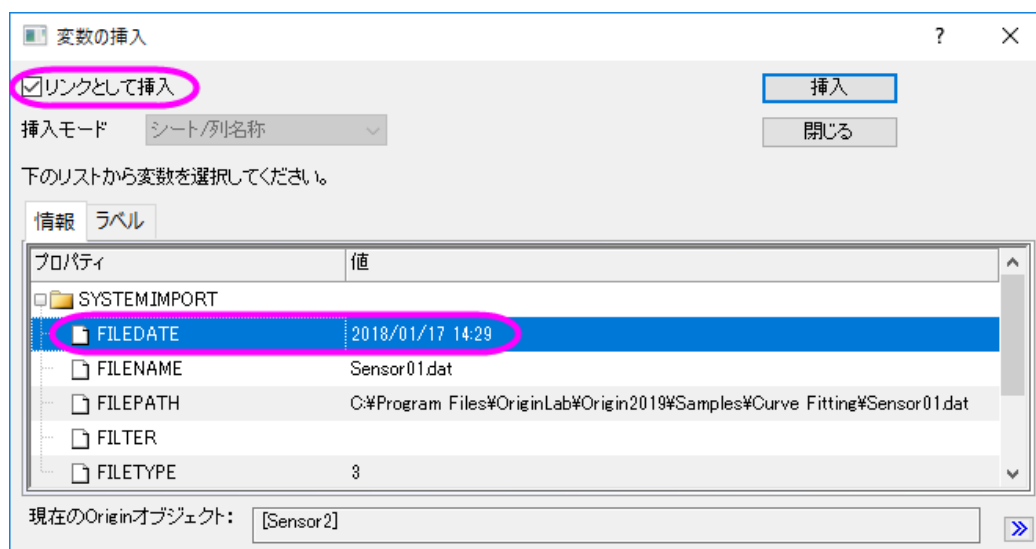 変数の挿入
リンクとして挿入 挿入
挿入モード シート/列名称 閉じる
下のリストから変数を選択してください。
情報 ラベル
プロパティ 値
SYSTEMIMPORT
FILEDATE 2018/01/17 14:29
FILENAME Sensor01.dat
FILEPATH C:¥Program Files¥OriginLab¥Origin2019¥Samples¥Curve Fitting¥Sensor01.dat
FILTER
FILETYPE 3
現在のOriginオブジェクト: [Sensor2]